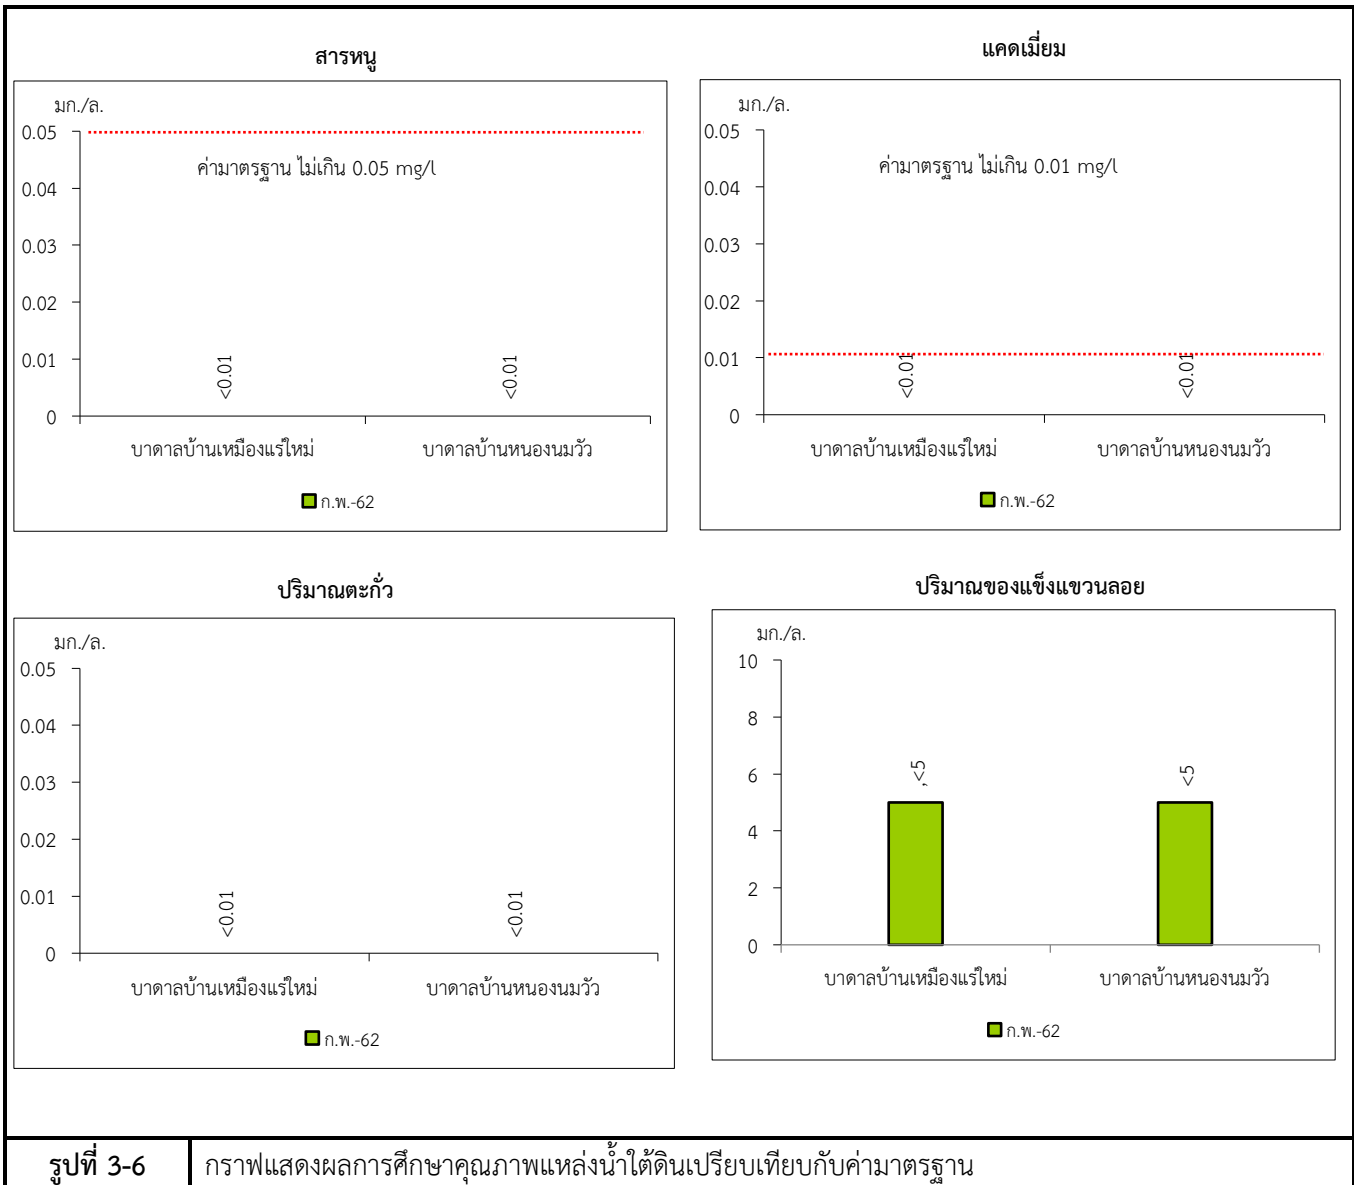 สารหนู
มก./ล.
0.05
ค่ามาตรฐาน ไม่เกิน 0.05 mg/l
0.04
0.03
0.02
0.01
0
<0.01
<0.01
บาดาลบ้านเหมืองแร่ใหม่
บาดาลบ้านหนองนมวัว
ก.พ.-62
แคดเมี่ยม
มก./ล.
0.05
ค่ามาตรฐาน ไม่เกิน 0.01 mg/l
0.04
0.03
0.02
0.01
0
<0.01
<0.01
บาดาลบ้านเหมืองแร่ใหม่
บาดาลบ้านหนองนมวัว
ก.พ.-62
ปริมาณตะกั่ว
มก./ล.
0.05
0.04
0.03
0.02
0.01
0
<0.01
<0.01
บาดาลบ้านเหมืองแร่ใหม่
บาดาลบ้านหนองนมวัว
ก.พ.-62
ปริมาณของแข็งแขวนลอย
มก./ล.
10
8
6
4
2
0
,<5
<5
บาดาลบ้านเหมืองแร่ใหม่
บาดาลบ้านหนองนมวัว
ก.พ.-62
รูปที่ 3-6 กราฟแสดงผลการศึกษาคุณภาพแหล่งน้ำใต้ดินเปรียบเทียบกับค่ามาตรฐาน